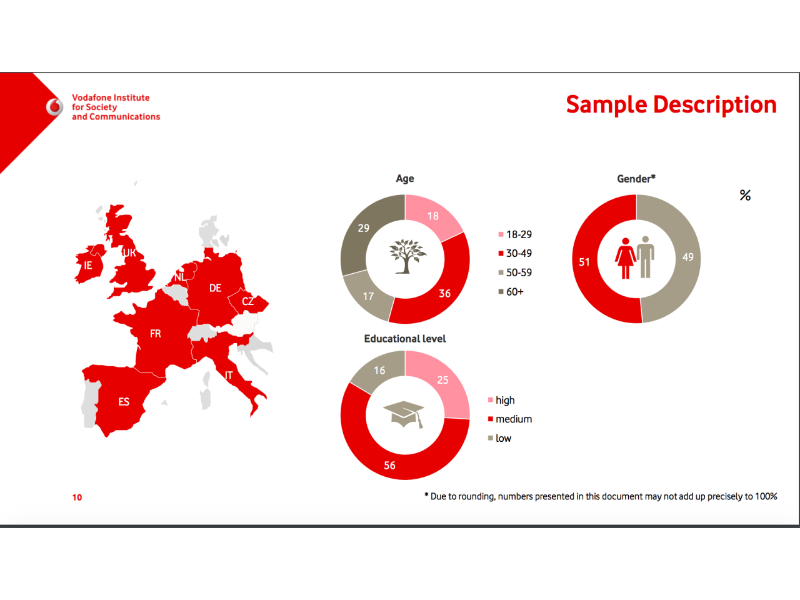 Vodafone Institute
for Society
and Communications
Sample Description
Age
Gender*
%
29
18
17
36
18-29
30-49
50-59
60+
51
49
IE
UK
NL
DE
CZ
FR
IT
ES
Educational level
16
25
56
high
medium
low
10
* Due to rounding, numbers presented in this document may not add up precisely to 100%